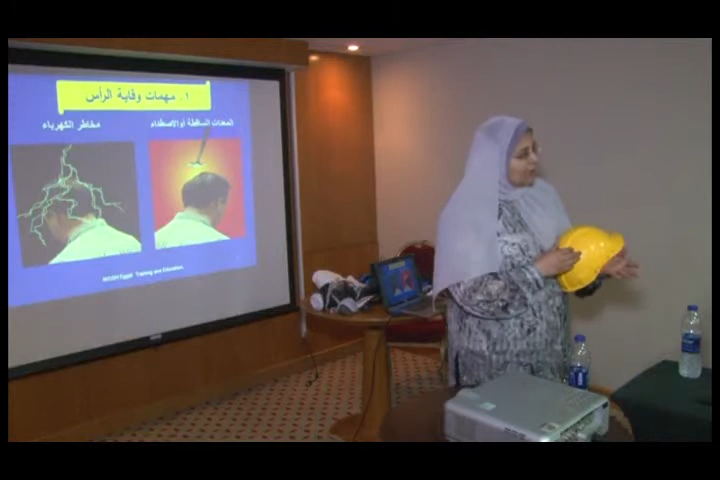 ١. مهمات وقاية الرأس
المعدات الساقطة أو الاصطدام
مخاطر الكهرباء
Egypt Training and Education